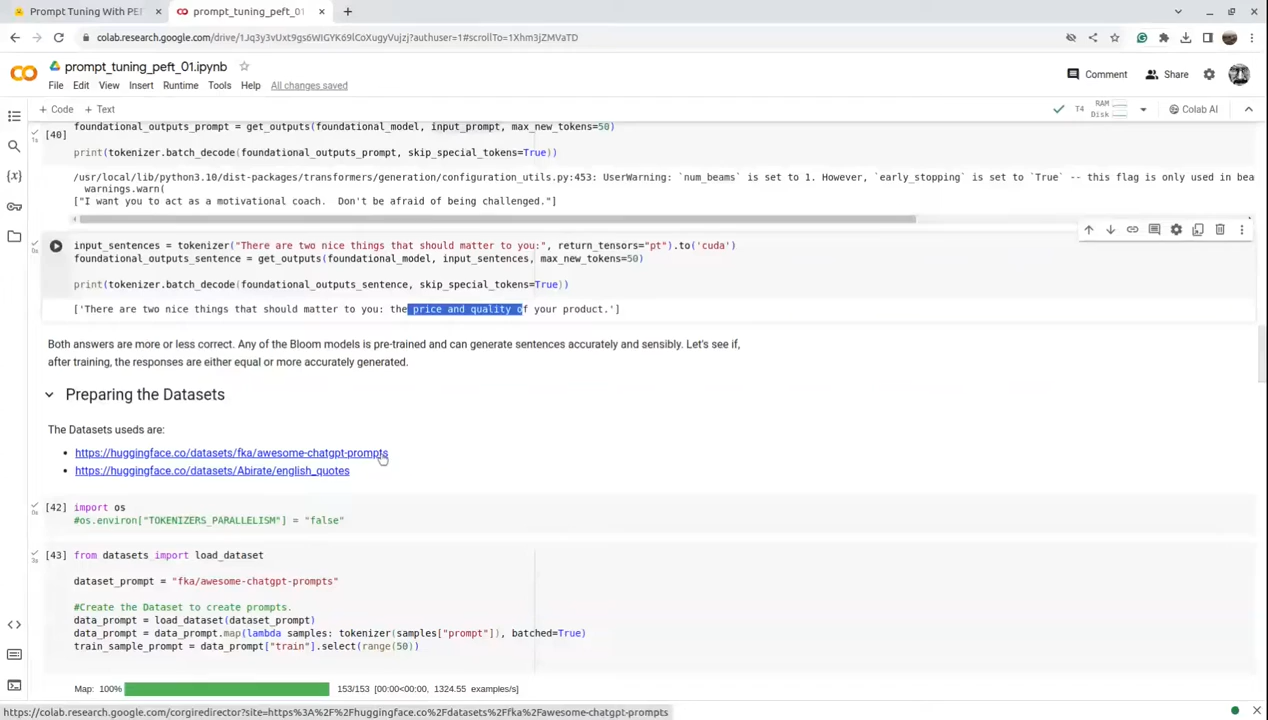 Prompt Tuning With PE
prompt_tuning_peft_01
colab.research.google.com/drive/1Jq3y3vUxt9gs6WIGYK69lCoXugyVujzj?authuser=1#scrollTo=1Xhm3jZMVaTD
prompt_tuning_peft_01.ipynb
File Edit View Insert Runtime Tools Help All changes saved
Comment Share
+ Code + Text
T4 RAM Disk Colab AI
foundational_outputs_prompt = get_outputs(foundational_model, input_prompt, max_new_tokens=50)
[40]
1s
print(tokenizer.batch_decode(foundational_outputs_prompt, skip_special_tokens=True))
/usr/local/lib/python3.10/dist-packages/transformers/generation/configuration_utils.py:453: UserWarning: `num_beams` is set to 1. However, `early_stopping` is set to `True` -- this flag is only used in bea
warnings.warn(
["I want you to act as a motivational coach.  Don't be afraid of being challenged."]
0s
input_sentences = tokenizer("There are two nice things that should matter to you:", return_tensors="pt").to('cuda')
foundational_outputs_sentence = get_outputs(foundational_model, input_sentences, max_new_tokens=50)
print(tokenizer.batch_decode(foundational_outputs_sentence, skip_special_tokens=True))
['There are two nice things that should matter to you: the price and quality of your product.']
Both answers are more or less correct. Any of the Bloom models is pre-trained and can generate sentences accurately and sensibly. Let's see if,
after training, the responses are either equal or more accurately generated.
Preparing the Datasets
The Datasets useds are:
• https://huggingface.co/datasets/fka/awesome-chatgpt-prompts
• https://huggingface.co/datasets/Abirate/english_quotes
[42] import os
0s
#os.environ["TOKENIZERS_PARALLELISM"] = "false"
[43] from datasets import load_dataset
3s
dataset_prompt = "fka/awesome-chatgpt-prompts"
#Create the Dataset to create prompts.
data_prompt = load_dataset(dataset_prompt)
data_prompt = data_prompt.map(lambda samples: tokenizer(samples["prompt"]), batched=True)
train_sample_prompt = data_prompt["train"].select(range(50))
Map: 100% 153/153 [00:00<00:00, 1324.55 examples/s]
https://colab.research.google.com/corgiredirector?site=https%3A%2F%2Fhuggingface.co%2Fdatasets%2Ffka%2Fawesome-chatgpt-prompts